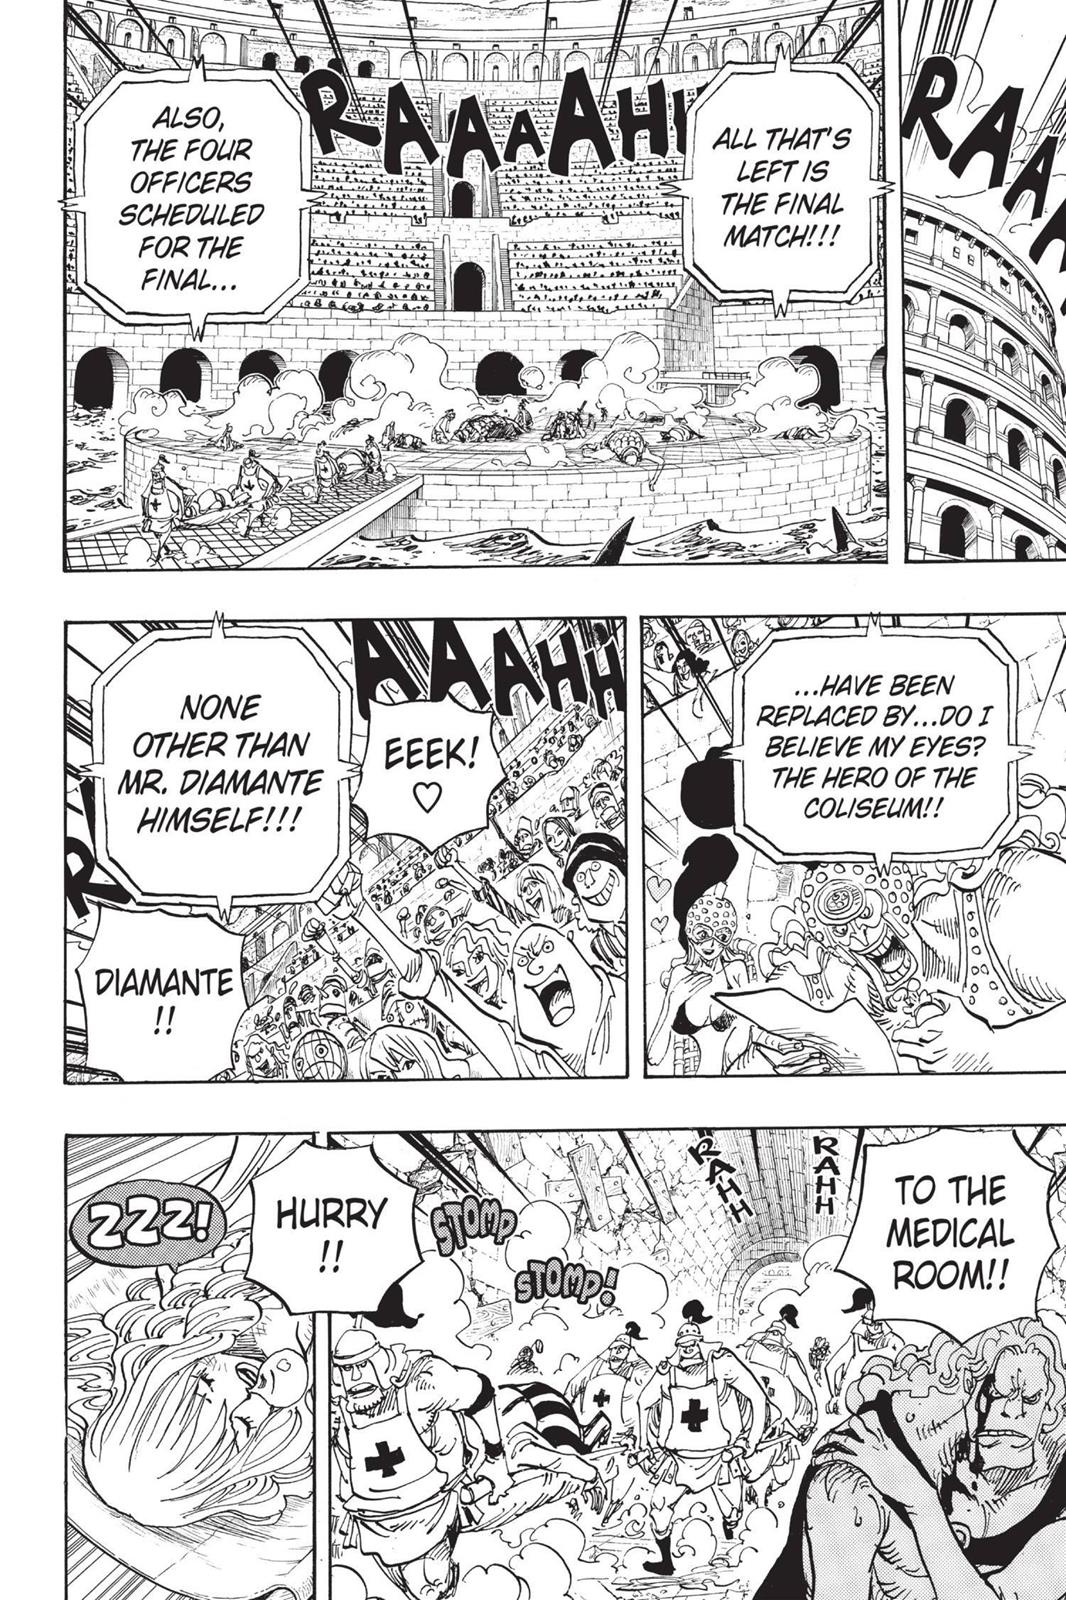 RAAA
ALL THAT'S
LEFT IS
THE FINAL
MATCH!!!
RAAAAHH
ALSO,
THE FOUR
OFFICERS
SCHEDULED
FOR THE
FINAL...
...HAVE BEEN
REPLACED BY...DO I
BELIEVE MY EYES?
THE HERO OF THE
COLISEUM!!
AAAHH
EEEK!
♡
NONE
OTHER THAN
MR. DIAMANTE
HIMSELF!!!
R
DIAMANTE
!!
TO THE
MEDICAL
ROOM!!
RAHH
RAHH
STOMP
STOMP!
HURRY
!!
ZZZ!